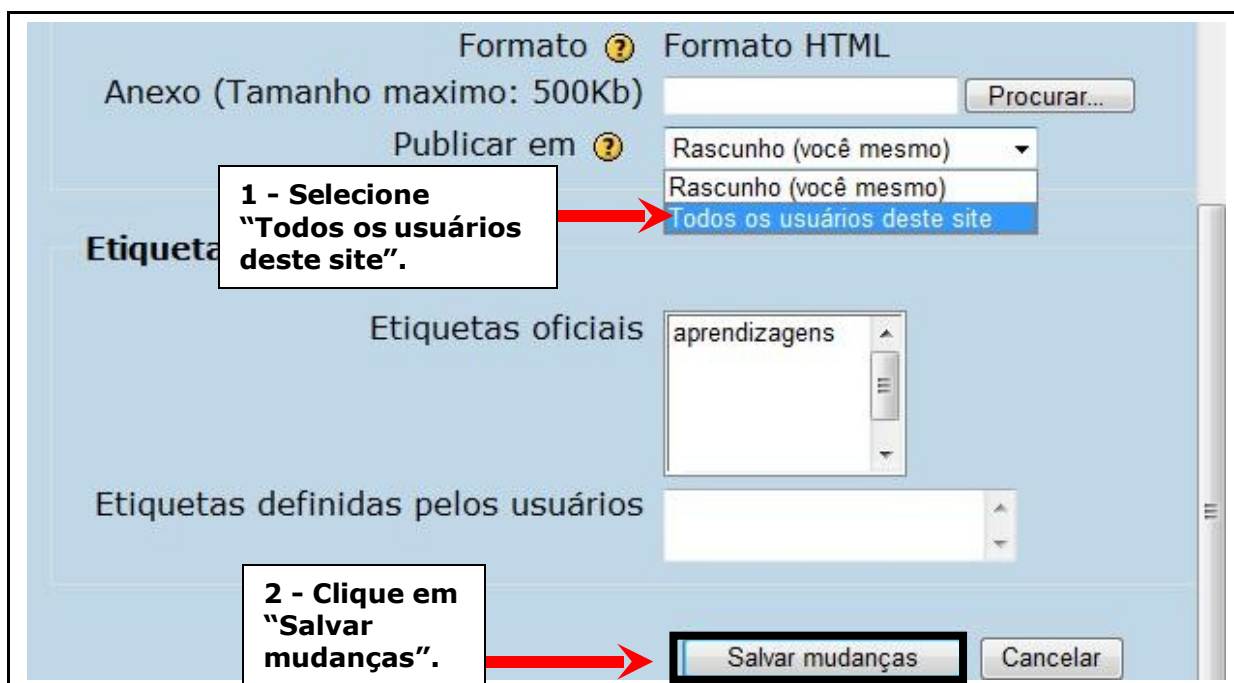 Formato Formato HTML
Anexo (Tamanho maximo: 500Kb) Procurar...
Publicar em Rascunho (você mesmo)
Rascunho (você mesmo)
Todos os usuários deste site
1 - Selecione
“Todos os usuários
deste site”.
Etiqueta
Etiquetas oficiais aprendizagens
Etiquetas definidas pelos usuários
2 - Clique em
“Salvar
mudanças”.
Salvar mudanças Cancelar